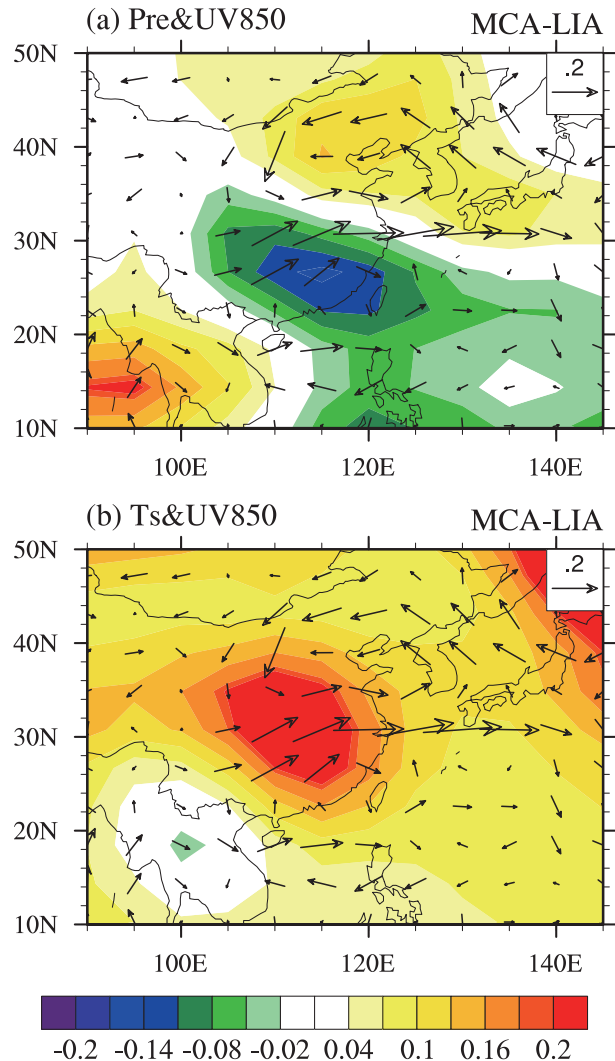 (a) Pre&UV850 MCA-LIA
50N
.2
40N
30N
20N
10N
100E 120E 140E
(b) Ts&UV850 MCA-LIA
50N
.2
40N
30N
20N
10N
100E 120E 140E
-0.2 -0.14 -0.08 -0.02 0.04 0.1 0.16 0.2